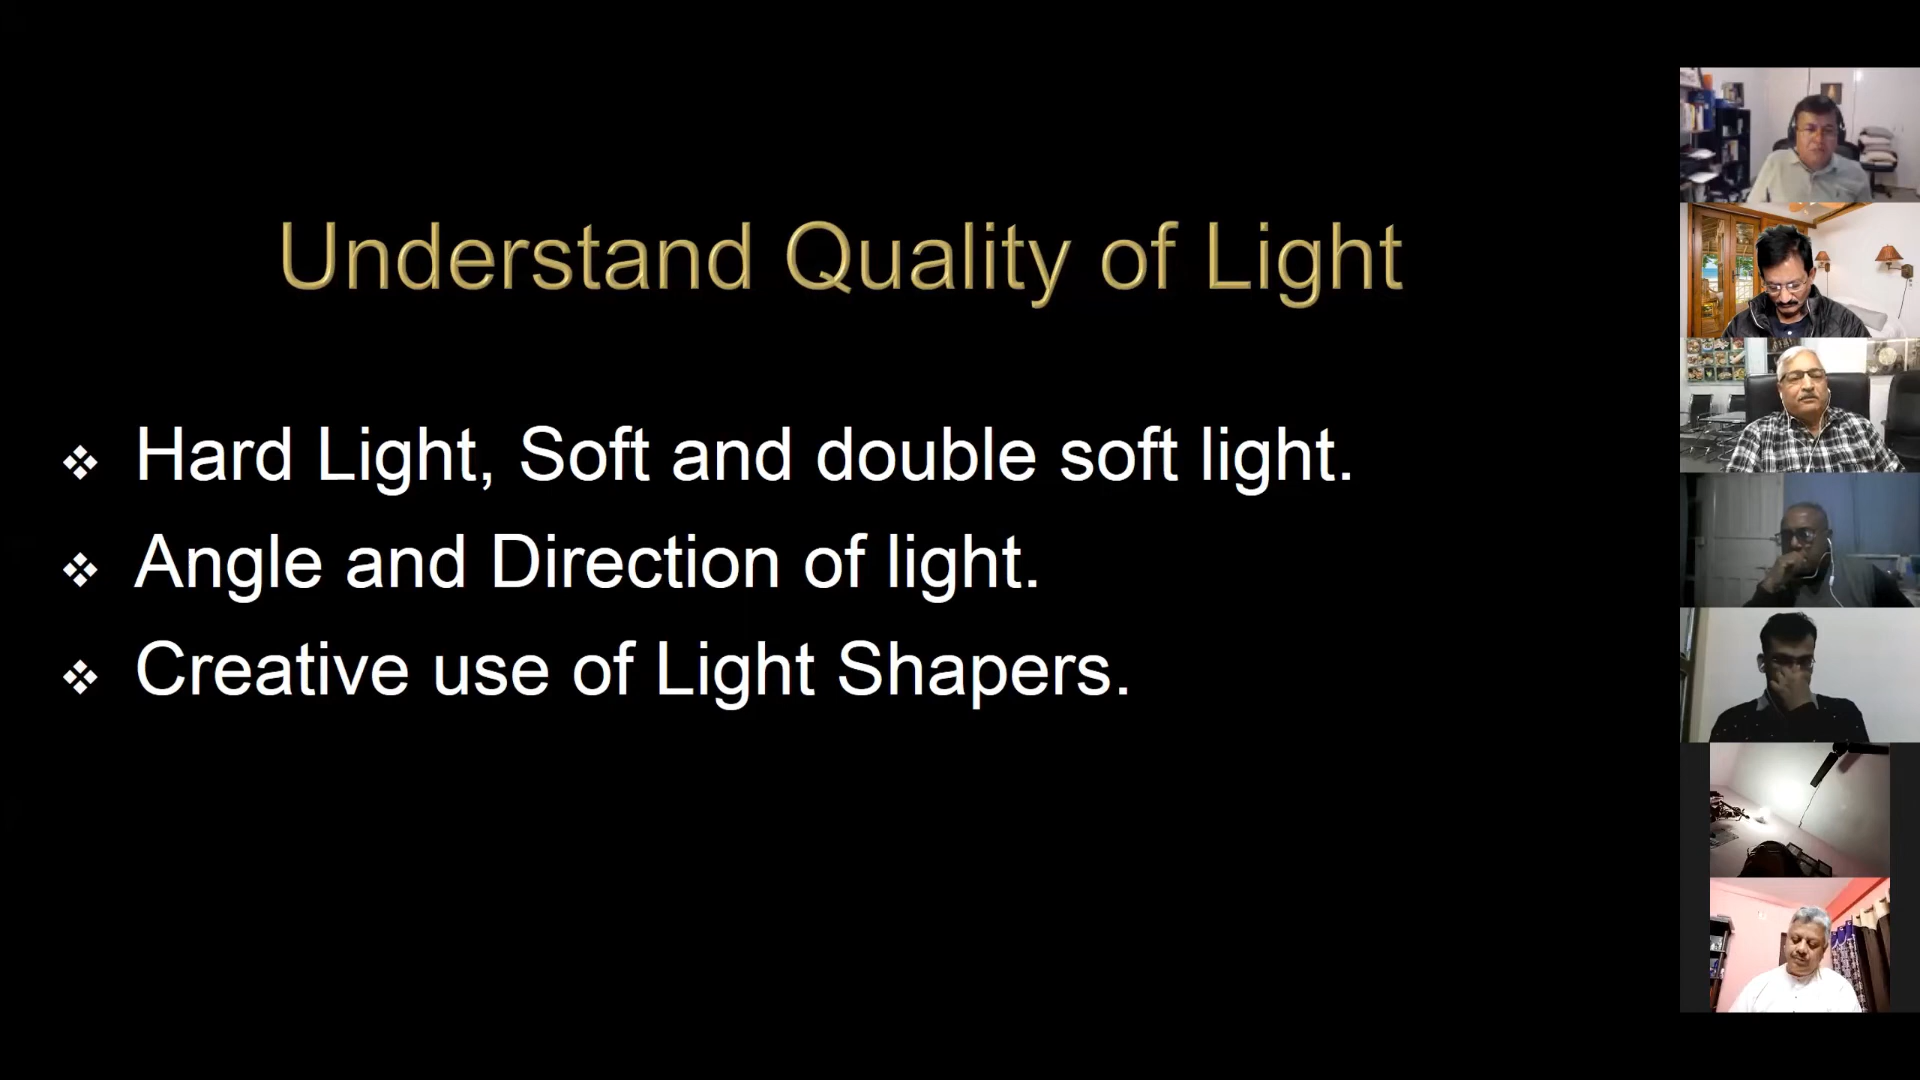 Understand Quality of Light
❖ Hard Light, Soft and double soft light.
❖ Angle and Direction of light.
❖ Creative use of Light Shapers.